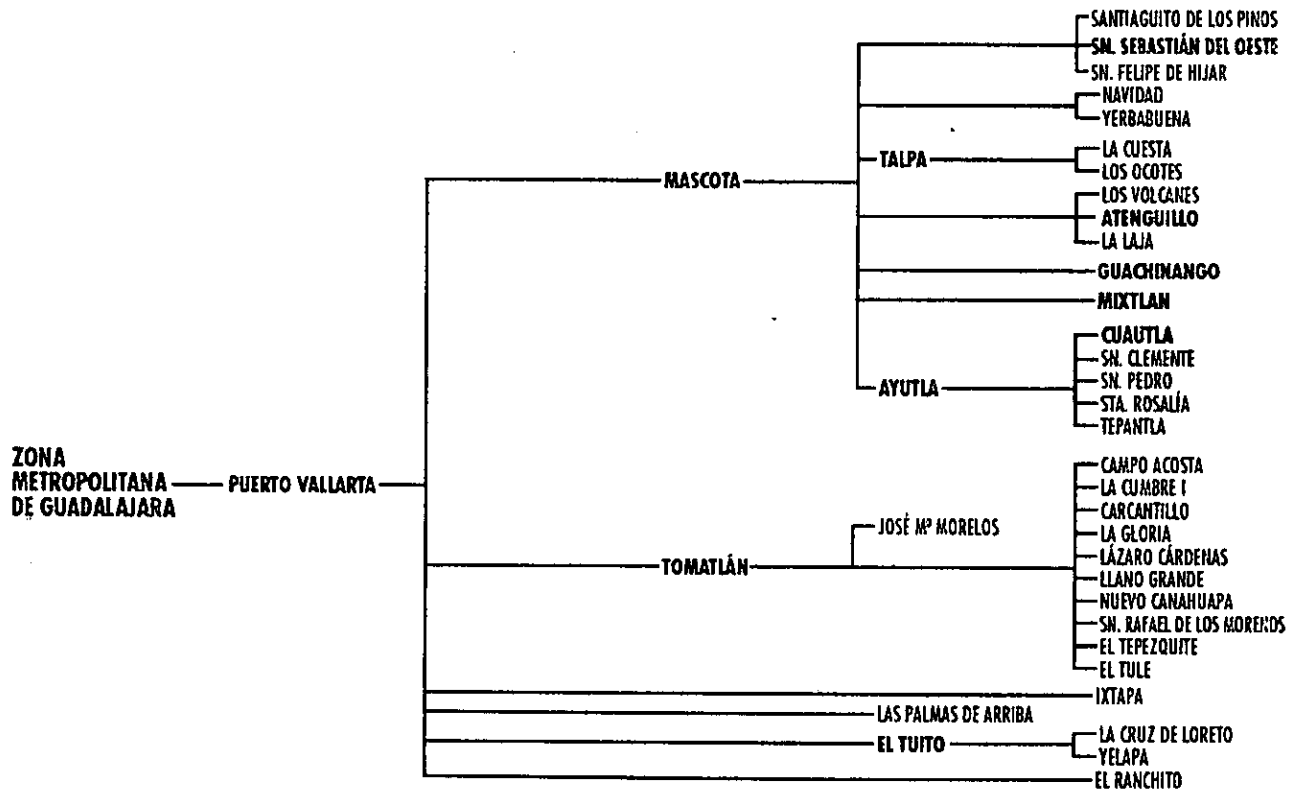 SANTIAGUITO DE LOS PINOS
SN. SEBASTIÁN DEL OESTE
SN. FELIPE DE HIJAR
NAVIDAD
YERBABUENA
TALPA
LA CUESTA
LOS OCOTES
MASCOTA
LOS VOLCANES
ATENGUILLO
LA LAJA
GUACHINANGO
MIXTLAN
CUAUTLA
SN. CLEMENTE
SN. PEDRO
AYUTLA
STA. ROSALÍA
TEPANTLA
ZONA
METROPOLITANA
DE GUADALAJARA
PUERTO VALLARTA
CAMPO ACOSTA
LA CUMBRE I
CARCANTILLO
JOSÉ Mª MORELOS
LA GLORIA
LÁZARO CÁRDENAS
TOMATLÁN
LLANO GRANDE
NUEVO CANAHUAPA
SN. RAFAEL DE LOS MORENOS
EL TEPEZQUITE
EL TULE
IXTAPA
LAS PALMAS DE ARRIBA
EL TUITO
LA CRUZ DE LORETO
YELAPA
EL RANCHITO